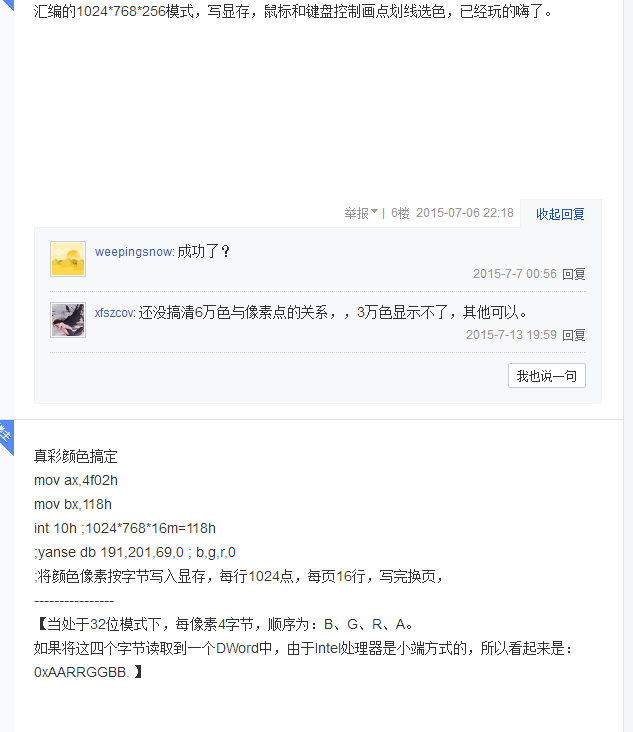 汇编的1024*768*256模式，写显存，鼠标和键盘控制画点划线选色，已经玩的嗨了。
举报 | 6楼 2015-07-06 22:18 收起回复
weepingsnow: 成功了？
2015-7-7 00:56 回复
xfszcov: 还没搞清6万色与像素点的关系，，3万色显示不了，其他可以。
2015-7-13 19:59 回复
我也说一句
真彩颜色搞定
mov ax,4f02h
mov bx,118h
int 10h ;1024*768*16m=118h
;yanse db 191,201,69,0 ; b,g,r,0
;将颜色像素按字节写入显存，每行1024点，每页16行，写完换页，
----------------
【当处于32位模式下，每像素4字节，顺序为：B、G、R、A。
如果将这四个字节读取到一个DWord中，由于Intel处理器是小端方式的，所以看起来是：
0xAARRGGBB. 】